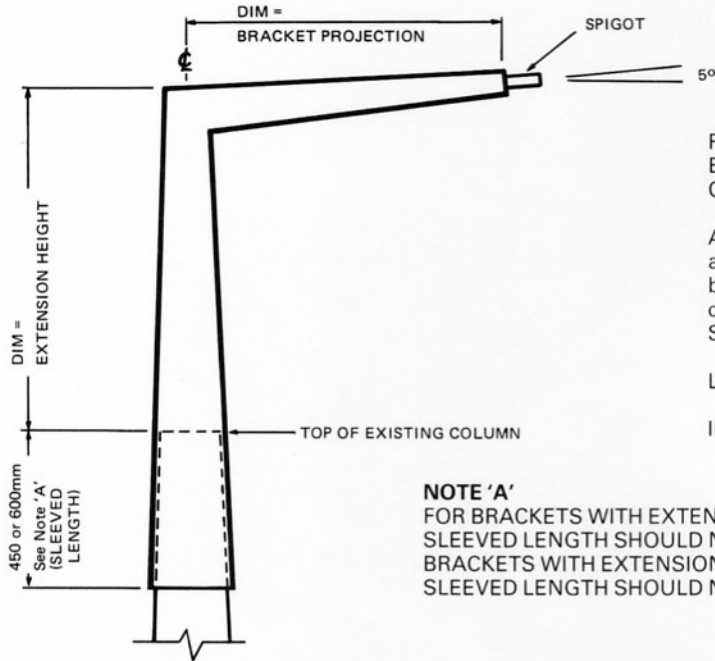 DIM =
BRACKET PROJECTION
SPIGOT
℄
5º
DIM =
EXTENSION HEIGHT
TOP OF EXISTING COLUMN
450 or 600mm
See Note 'A'
(SLEEVED
LENGTH)
NOTE 'A'
FOR BRACKETS WITH EXTEN
SLEEVED LENGTH SHOULD N
BRACKETS WITH EXTENSION
SLEEVED LENGTH SHOULD N